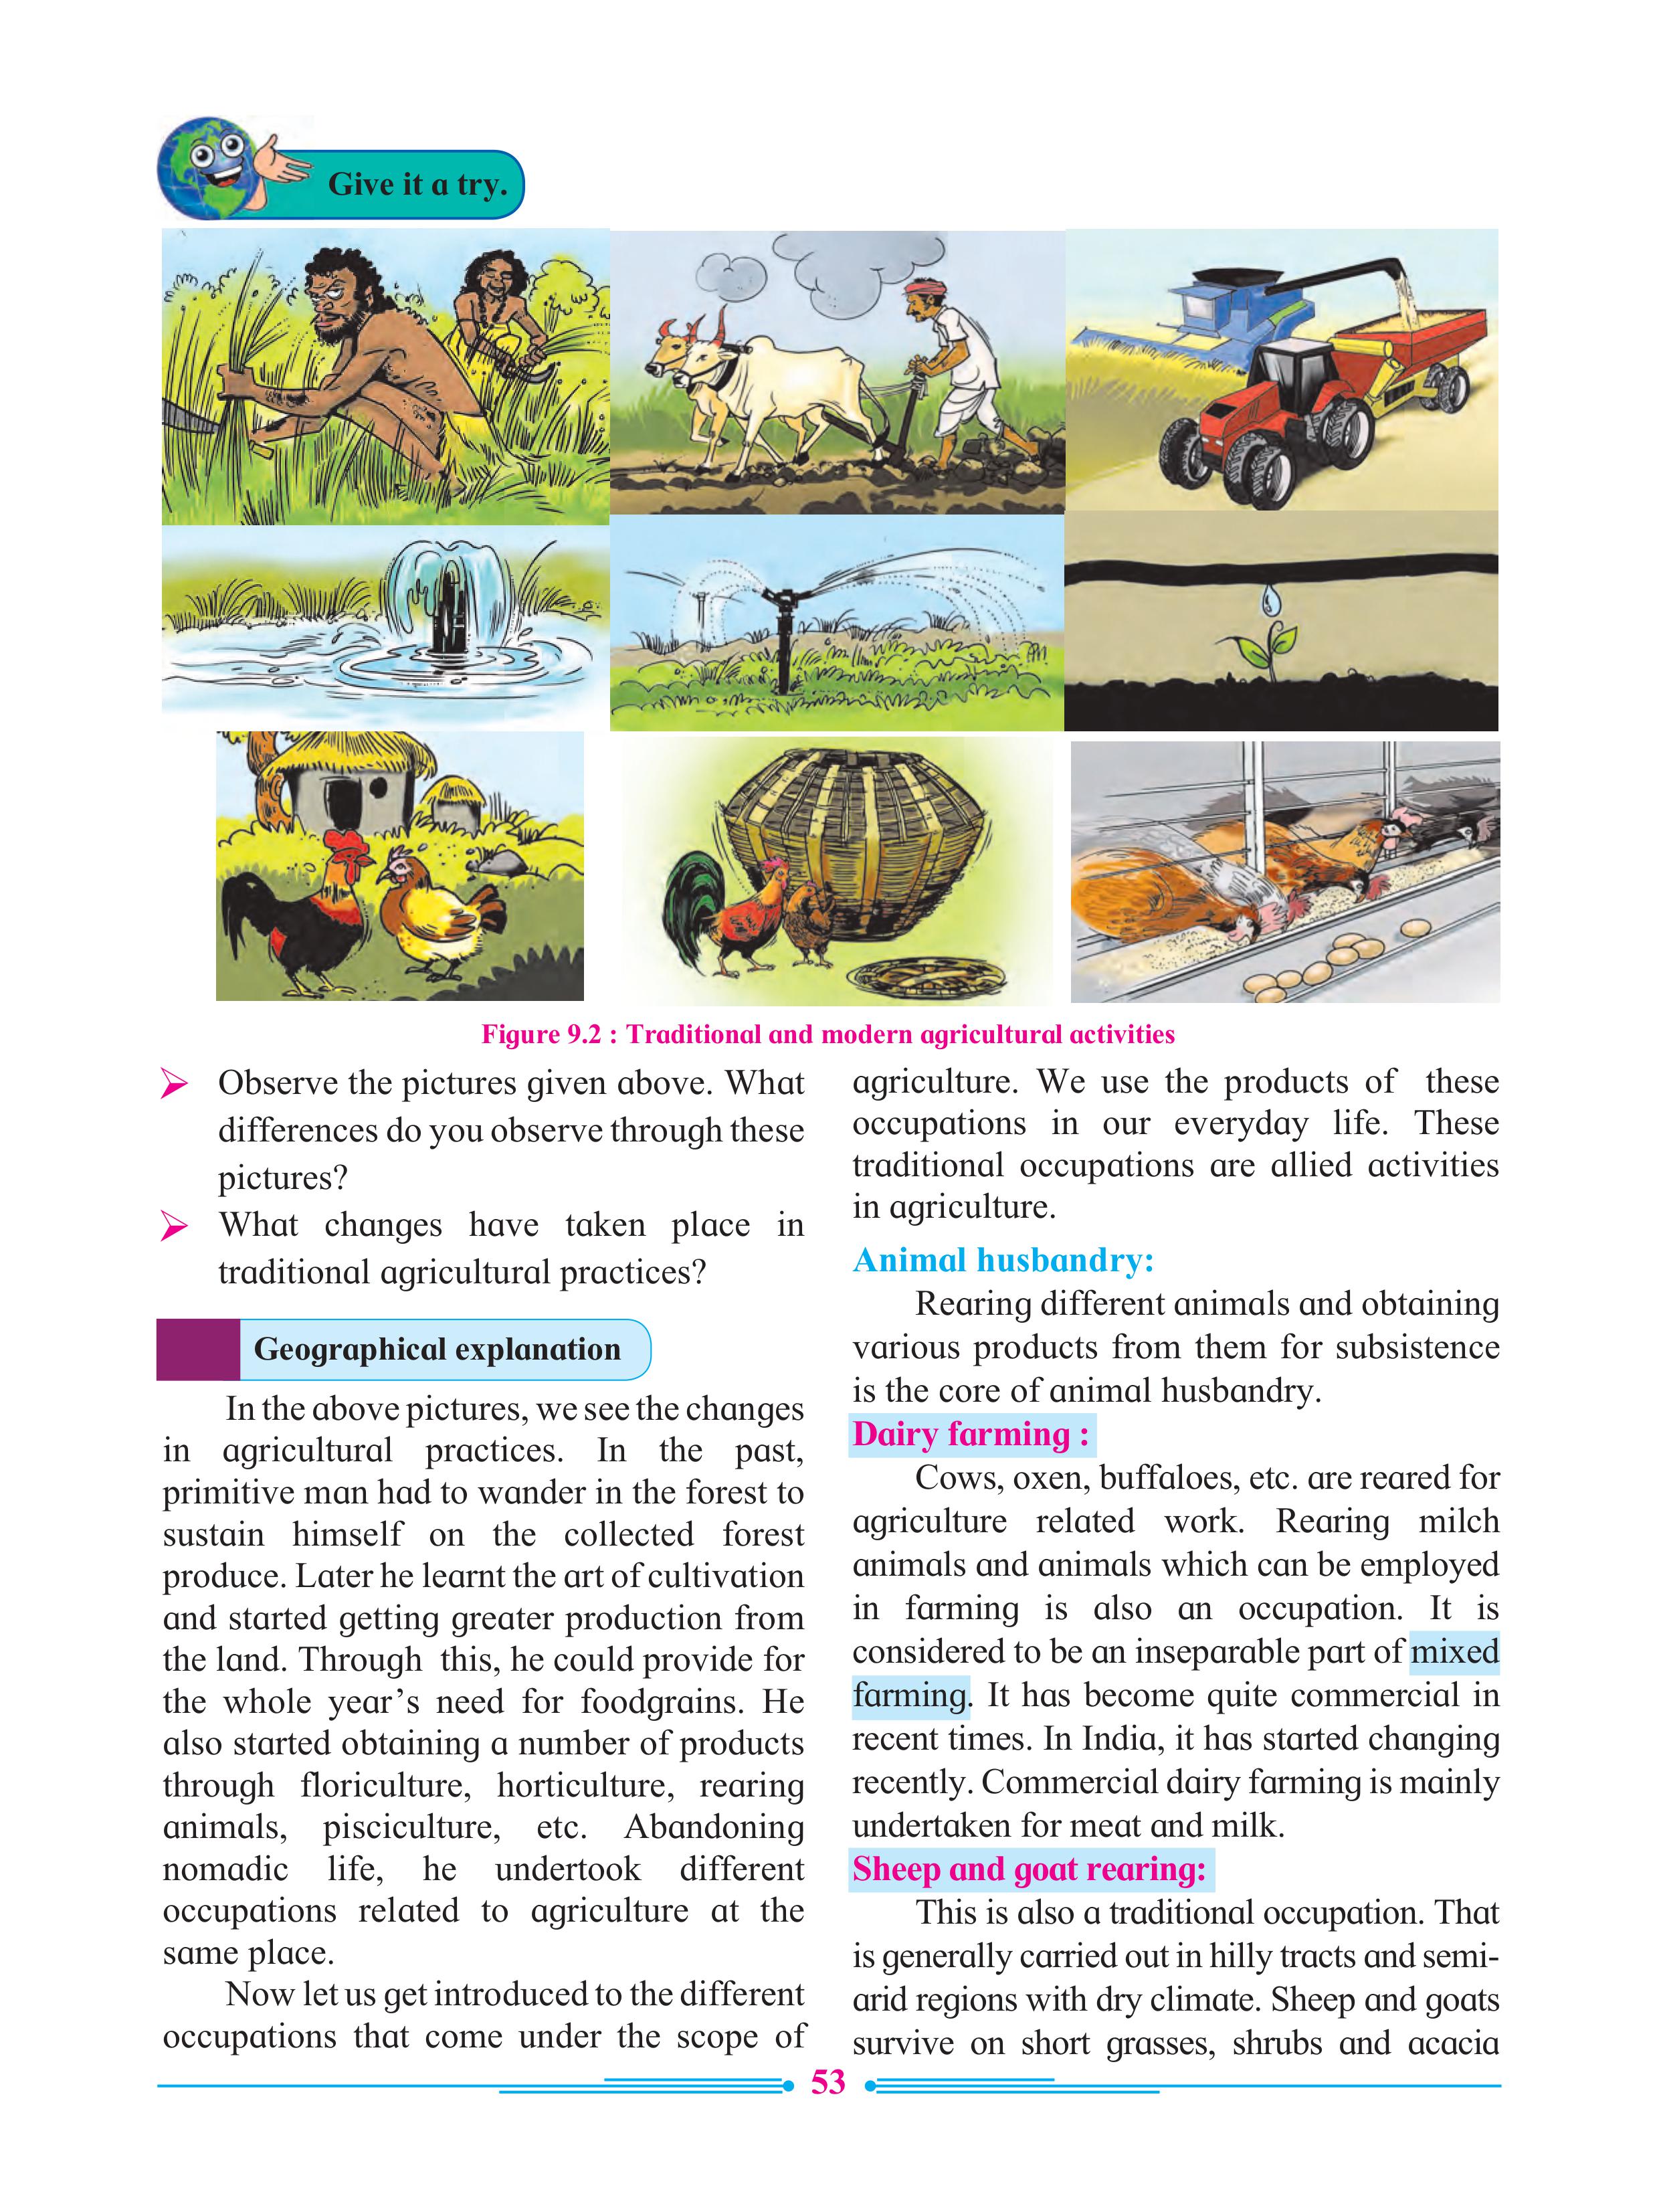 Give it a try.
Figure 9.2 : Traditional and modern agricultural activities
Observe the pictures given above. What
differences do you observe through these
pictures?
What changes have taken place in
traditional agricultural practices?
Geographical explanation
In the above pictures, we see the changes
in agricultural practices. In the past,
primitive man had to wander in the forest to
sustain himself on the collected forest
produce. Later he learnt the art of cultivation
and started getting greater production from
the land. Through this, he could provide for
the whole year's need for foodgrains. He
also started obtaining a number of products
through floriculture, horticulture, rearing
animals, pisciculture, etc. Abandoning
nomadic life, he undertook different
occupations related to agriculture at the
same place.
Now let us get introduced to the different
occupations that come under the scope of
agriculture. We use the products of these
occupations in our everyday life. These
traditional occupations are allied activities
in agriculture.
Animal husbandry:
Rearing different animals and obtaining
various products from them for subsistence
is the core of animal husbandry.
Dairy farming :
Cows, oxen, buffaloes, etc. are reared for
agriculture related work. Rearing milch
animals and animals which can be employed
in farming is also an occupation. It is
considered to be an inseparable part of mixed
farming. It has become quite commercial in
recent times. In India, it has started changing
recently. Commercial dairy farming is mainly
undertaken for meat and milk.
Sheep and goat rearing:
This is also a traditional occupation. That
is generally carried out in hilly tracts and semi-
arid regions with dry climate. Sheep and goats
survive on short grasses, shrubs and acacia
53